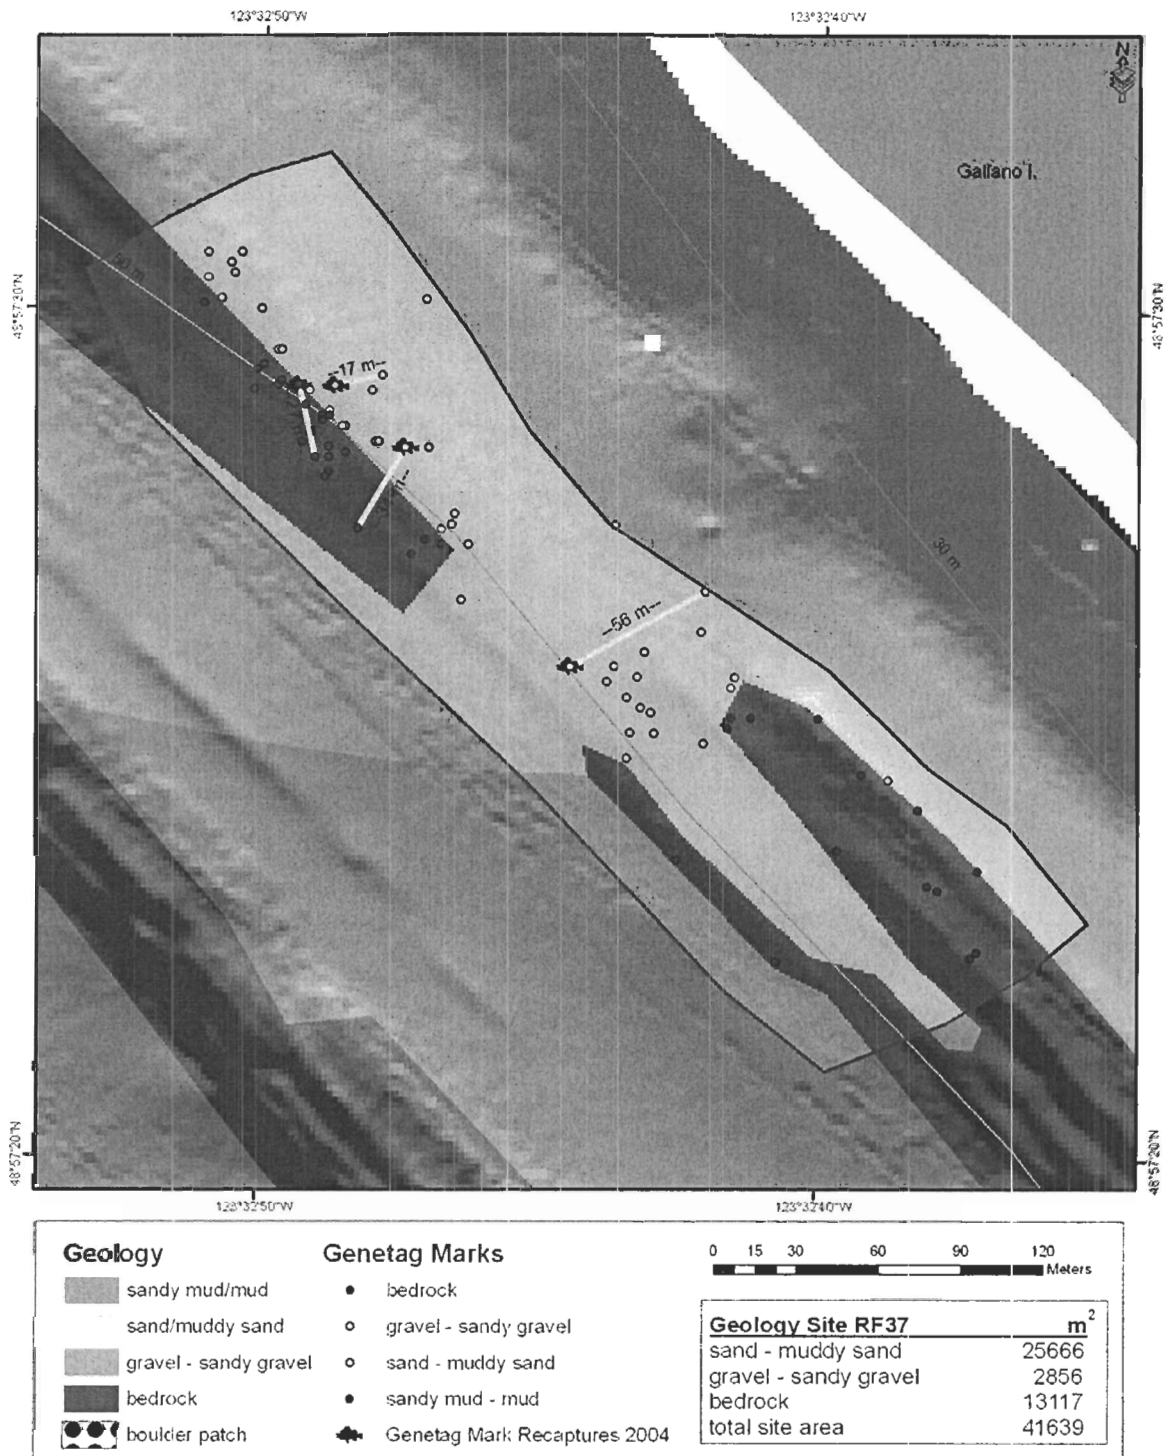 123°32'50"W
123°32'40"W
N
Galiano I.
50 m
48°57'30"N
48°57'30"N
--17 m--
30 m
--56 m--
48°57'20"N
48°57'20"N
123°32'50"W
123°32'40"W
Geology
sandy mud/mud
sand/muddy sand
gravel - sandy gravel
bedrock
boulder patch
Genetag Marks
bedrock
gravel - sandy gravel
sand - muddy sand
sandy mud - mud
Genetag Mark Recaptures 2004
0 15 30 60 90 120
Meters
Geology Site RF37 m²
sand - muddy sand 25666
gravel - sandy gravel 2856
bedrock 13117
total site area 41639